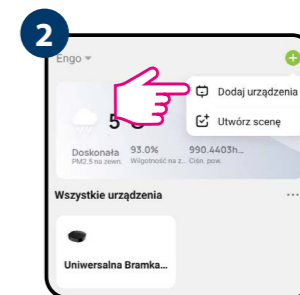 2
Engo
Dodaj urządzenia
5
Utwórz scenę
Doskonała 93.0% 990.4403h...
PM2.5 na zewn. Wilgotność na z... Ciśn. pow.
Wszystkie urządzenia ...
Uniwersalna Bramka...